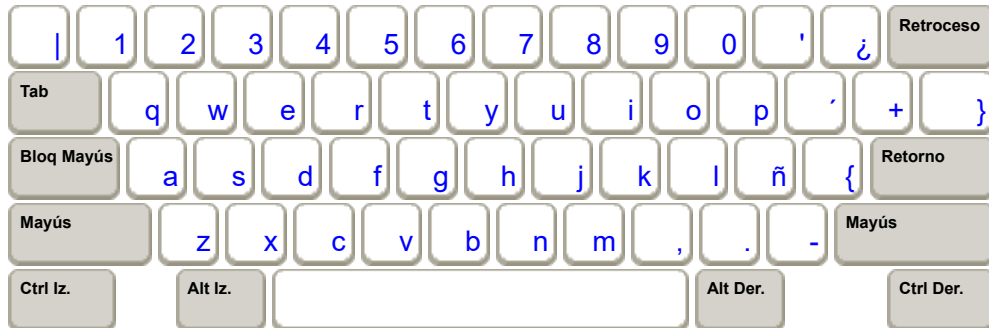 | 1 2 3 4 5 6 7 8 9 0 ' ¿ Retroceso
Tab q w e r t y u i o p ´ + }
Bloq Mayús a s d f g h j k l ñ { Retorno
Mayús z x c v b n m , . - Mayús
Ctrl Iz. Alt Iz. Alt Der. Ctrl Der.